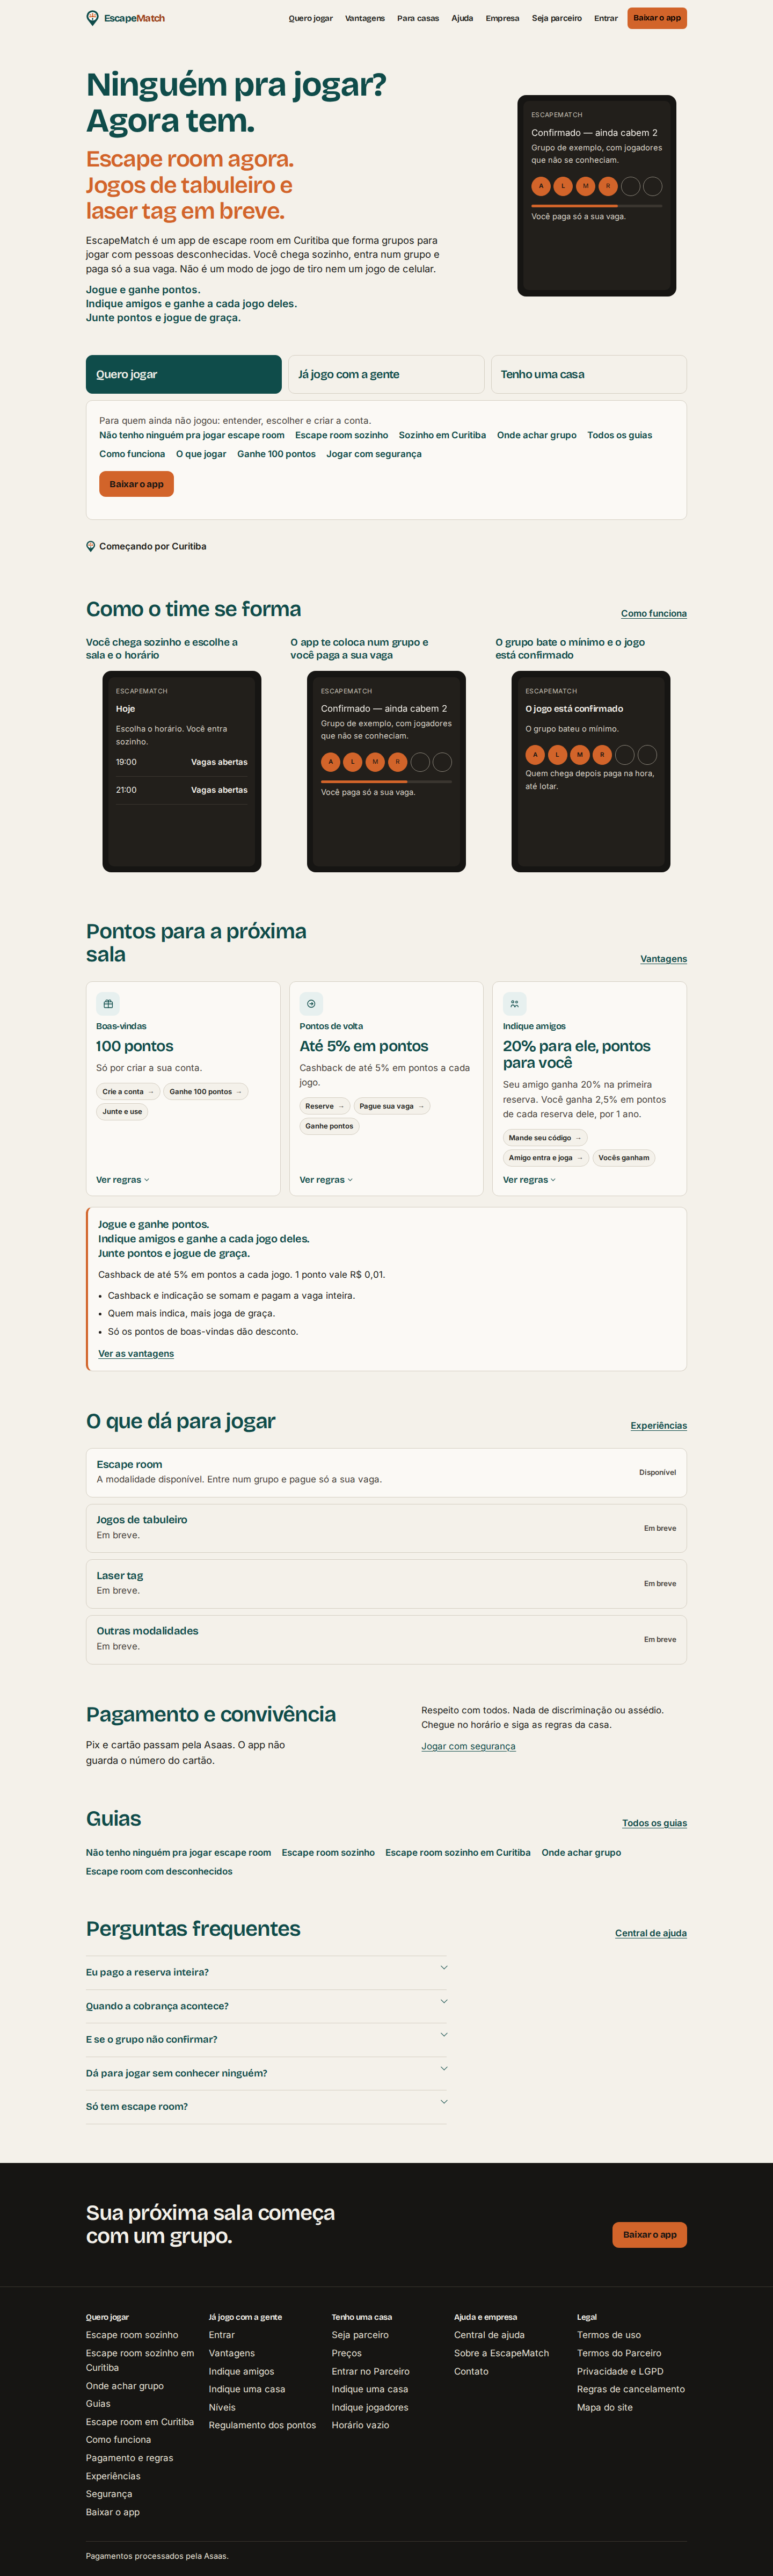 EscapeMatch
Quero jogar Vantagens Para casas Ajuda Empresa Seja parceiro Entrar Baixar o app
Ninguém pra jogar?
Agora tem.
Escape room agora.
Jogos de tabuleiro e
laser tag em breve.
EscapeMatch é um app de escape room em Curitiba que forma grupos para
jogar com pessoas desconhecidas. Você chega sozinho, entra num grupo e
paga só a sua vaga. Não é um modo de jogo de tiro nem um jogo de celular.
Jogue e ganhe pontos.
Indique amigos e ganhe a cada jogo deles.
Junte pontos e jogue de graça.
ESCAPEMATCH
Confirmado — ainda cabem 2
Grupo de exemplo, com jogadores
que não se conheciam.
A L M R
Você paga só a sua vaga.
Quero jogar
Já jogo com a gente
Tenho uma casa
Para quem ainda não jogou: entender, escolher e criar a conta.
Não tenho ninguém pra jogar escape room Escape room sozinho Sozinho em Curitiba Onde achar grupo Todos os guias
Como funciona O que jogar Ganhe 100 pontos Jogar com segurança
Baixar o app
Começando por Curitiba
Como o time se forma
Como funciona
Você chega sozinho e escolhe a
sala e o horário
ESCAPEMATCH
Hoje
Escolha o horário. Você entra
sozinho.
19:00 Vagas abertas
21:00 Vagas abertas
O app te coloca num grupo e
você paga a sua vaga
ESCAPEMATCH
Confirmado — ainda cabem 2
Grupo de exemplo, com jogadores
que não se conheciam.
A L M R
Você paga só a sua vaga.
O grupo bate o mínimo e o jogo
está confirmado
ESCAPEMATCH
O jogo está confirmado
O grupo bateu o mínimo.
A L M R
Quem chega depois paga na hora,
até lotar.
Pontos para a próxima
sala
Vantagens
Boas-vindas
100 pontos
Só por criar a sua conta.
Crie a conta → Ganhe 100 pontos →
Junte e use
Ver regras
Pontos de volta
Até 5% em pontos
Cashback de até 5% em pontos a cada
jogo.
Reserve → Pague sua vaga →
Ganhe pontos
Ver regras
Indique amigos
20% para ele, pontos
para você
Seu amigo ganha 20% na primeira
reserva. Você ganha 2,5% em pontos
de cada reserva dele, por 1 ano.
Mande seu código →
Amigo entra e joga → Vocês ganham
Ver regras
Jogue e ganhe pontos.
Indique amigos e ganhe a cada jogo deles.
Junte pontos e jogue de graça.
Cashback de até 5% em pontos a cada jogo. 1 ponto vale R$ 0,01.
• Cashback e indicação se somam e pagam a vaga inteira.
• Quem mais indica, mais joga de graça.
• Só os pontos de boas-vindas dão desconto.
Ver as vantagens
O que dá para jogar
Experiências
Escape room
A modalidade disponível. Entre num grupo e pague só a sua vaga.
Disponível
Jogos de tabuleiro
Em breve.
Em breve
Laser tag
Em breve.
Em breve
Outras modalidades
Em breve.
Em breve
Pagamento e convivência
Pix e cartão passam pela Asaas. O app não
guarda o número do cartão.
Respeito com todos. Nada de discriminação ou assédio.
Chegue no horário e siga as regras da casa.
Jogar com segurança
Guias
Todos os guias
Não tenho ninguém pra jogar escape room Escape room sozinho Escape room sozinho em Curitiba Onde achar grupo
Escape room com desconhecidos
Perguntas frequentes
Central de ajuda
Eu pago a reserva inteira?
Quando a cobrança acontece?
E se o grupo não confirmar?
Dá para jogar sem conhecer ninguém?
Só tem escape room?
Sua próxima sala começa
com um grupo.
Baixar o app
Quero jogar
Escape room sozinho
Escape room sozinho em
Curitiba
Onde achar grupo
Guias
Escape room em Curitiba
Como funciona
Pagamento e regras
Experiências
Segurança
Baixar o app
Já jogo com a gente
Entrar
Vantagens
Indique amigos
Indique uma casa
Níveis
Regulamento dos pontos
Tenho uma casa
Seja parceiro
Preços
Entrar no Parceiro
Indique uma casa
Indique jogadores
Horário vazio
Ajuda e empresa
Central de ajuda
Sobre a EscapeMatch
Contato
Legal
Termos de uso
Termos do Parceiro
Privacidade e LGPD
Regras de cancelamento
Mapa do site
Pagamentos processados pela Asaas.